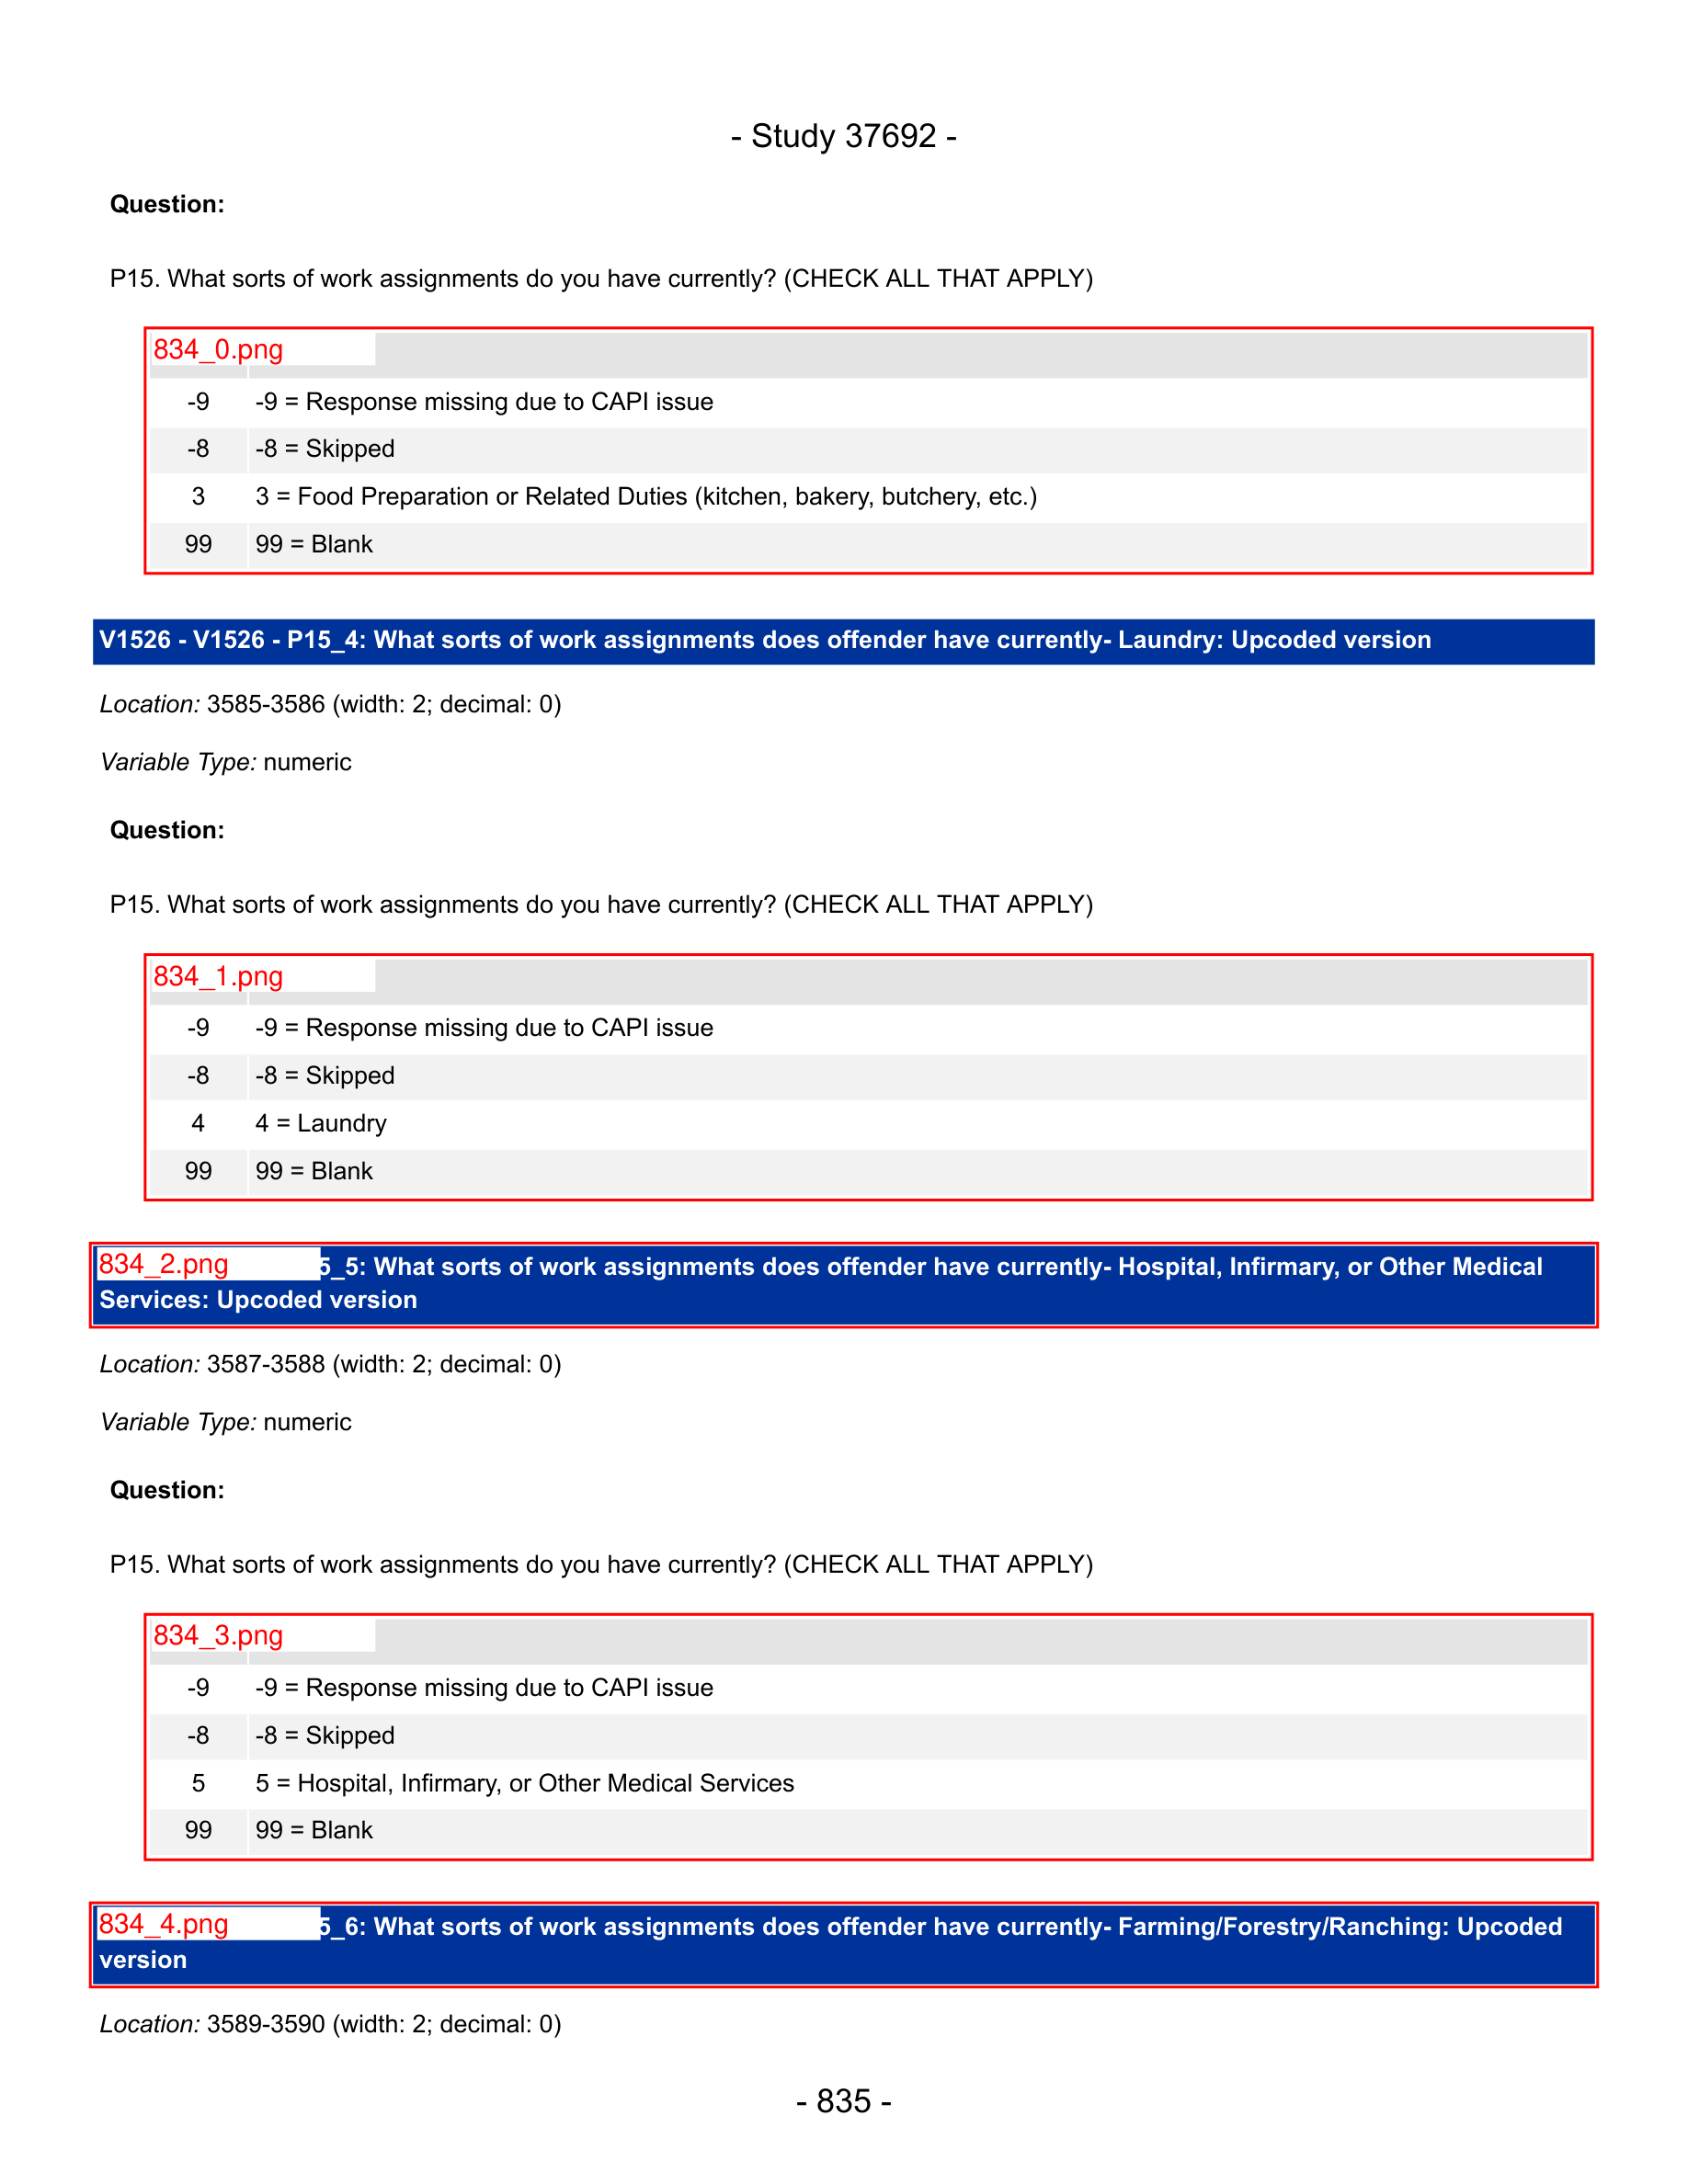 - Study 37692 -
Question:
P15. What sorts of work assignments do you have currently? (CHECK ALL THAT APPLY)
834_0.png
-9 -9 = Response missing due to CAPI issue
-8 -8 = Skipped
3 3 = Food Preparation or Related Duties (kitchen, bakery, butchery, etc.)
99 99 = Blank
V1526 - V1526 - P15_4: What sorts of work assignments does offender have currently- Laundry: Upcoded version
Location: 3585-3586 (width: 2; decimal: 0)
Variable Type: numeric
Question:
P15. What sorts of work assignments do you have currently? (CHECK ALL THAT APPLY)
834_1.png
-9 -9 = Response missing due to CAPI issue
-8 -8 = Skipped
4 4 = Laundry
99 99 = Blank
834_2.png 5_5: What sorts of work assignments does offender have currently- Hospital, Infirmary, or Other Medical
Services: Upcoded version
Location: 3587-3588 (width: 2; decimal: 0)
Variable Type: numeric
Question:
P15. What sorts of work assignments do you have currently? (CHECK ALL THAT APPLY)
834_3.png
-9 -9 = Response missing due to CAPI issue
-8 -8 = Skipped
5 5 = Hospital, Infirmary, or Other Medical Services
99 99 = Blank
834_4.png 5_6: What sorts of work assignments does offender have currently- Farming/Forestry/Ranching: Upcoded
version
Location: 3589-3590 (width: 2; decimal: 0)
- 835 -